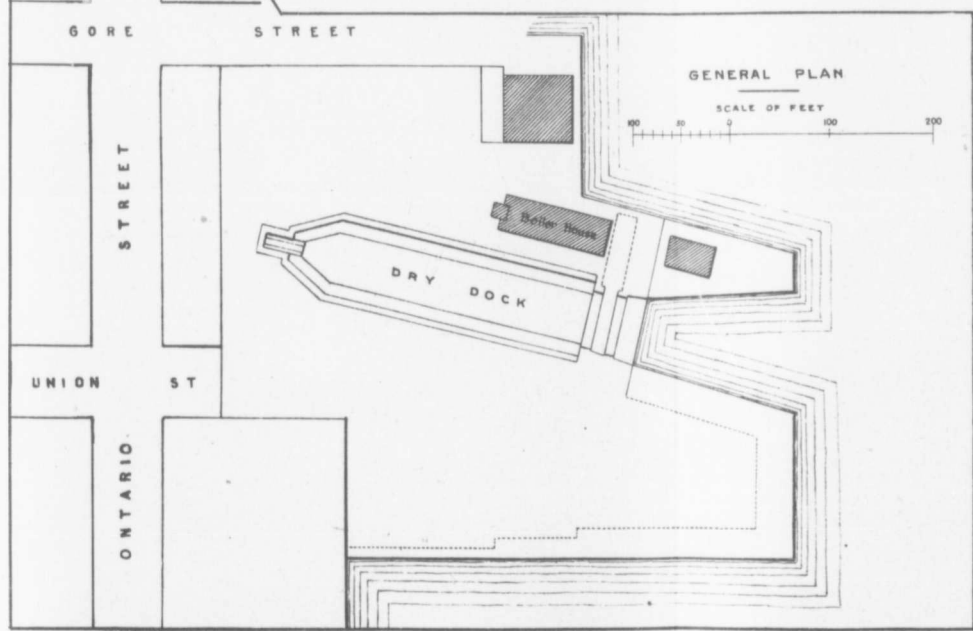 GORE STREET
GENERAL PLAN
SCALE OF FEET
100 50 0 100 200
STREET
Boiler House
DRY DOCK
UNION ST
ONTARIO.